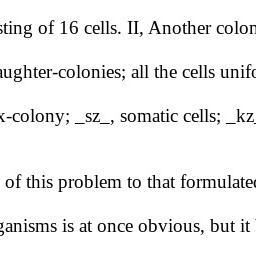 sting of 16 cells. II, Another colon
aughter-colonies; all the cells unifo
x-colony; _sz_, somatic cells; _kz_
of this problem to that formulated
ganisms is at once obvious, but it